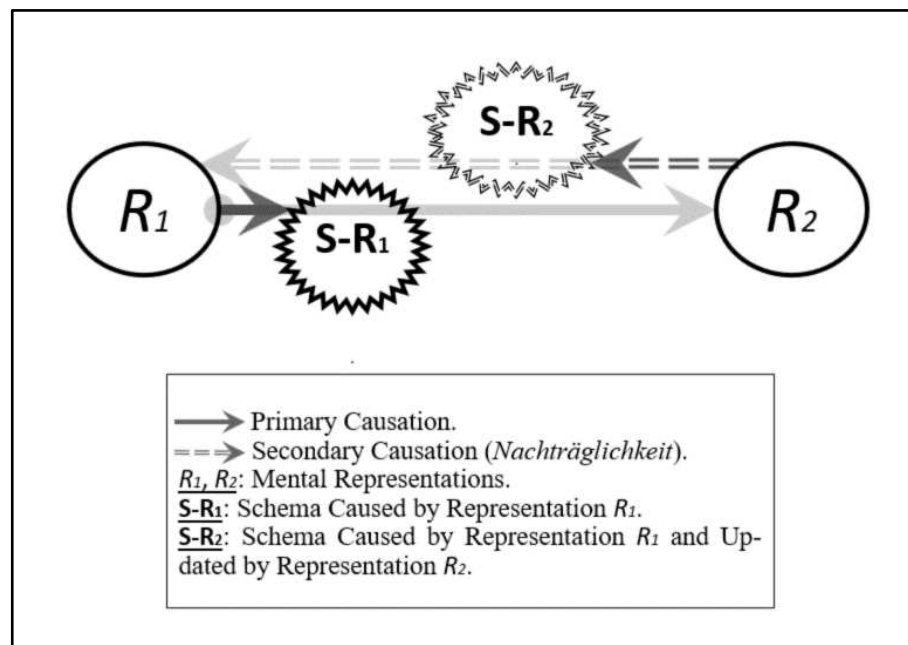 S-R₂
R₁
R₂
S-R₁
Primary Causation.
Secondary Causation (Nachträglichkeit).
R₁, R₂: Mental Representations.
S-R₁: Schema Caused by Representation R₁.
S-R₂: Schema Caused by Representation R₁ and Up-
dated by Representation R₂.